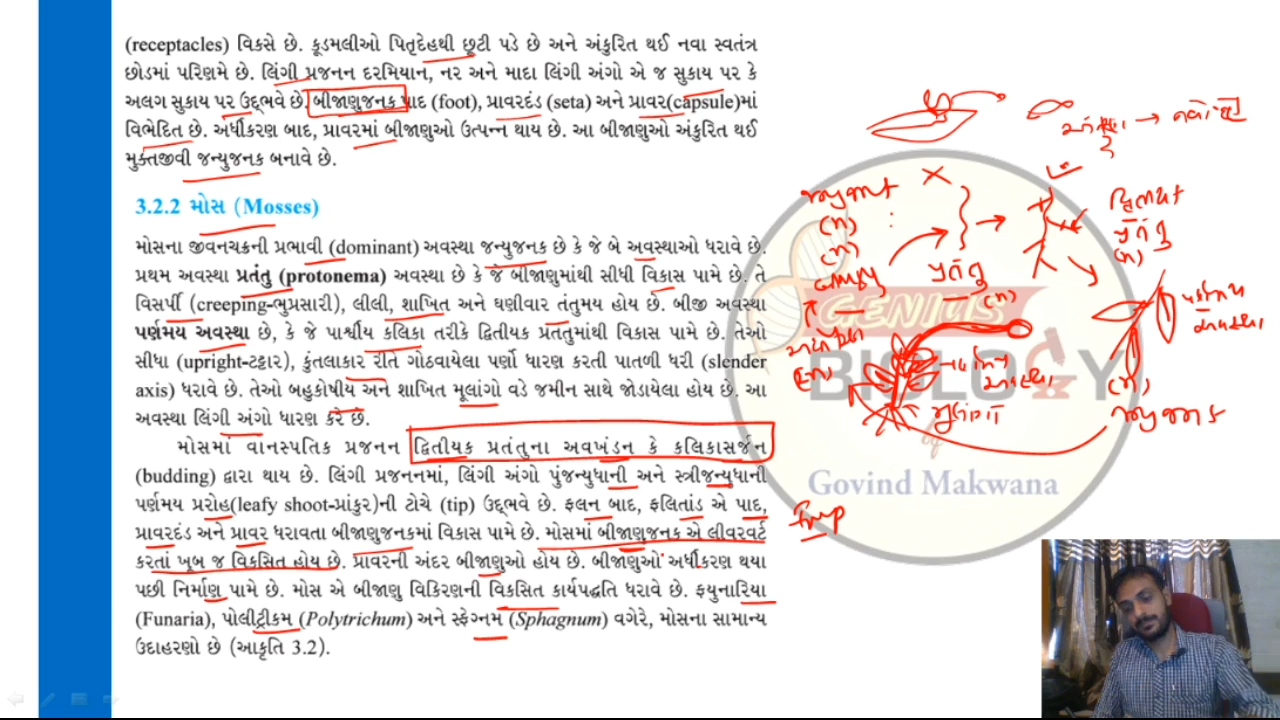 (receptacles) વિકસે છે. કૂડમલીઓ પિતૃદેહથી છૂટી પડે છે અને અંકુરિત થઈ નવા સ્વતંત્ર
છોડમાં પરિણમે છે. લિંગી પ્રજનન દરમિયાન, નર અને માદા લિંગી અંગો એ જ સુકાય પર કે
અલગ સુકાય પર ઉદ્ભવે છે. બીજાણુજનક પાદ (foot), પ્રાવરદંડ (seta) અને પ્રાવર(capsule)માં
વિભેદિત છે. અર્ધીકરણ બાદ, પ્રાવરમાં બીજાણુઓ ઉત્પન્ન થાય છે. આ બીજાણુઓ અંકુરિત થઈ
મુક્તજીવી જન્યુજનક બનાવે છે.
3.2.2 મોસ (Mosses)
મોસના જીવનચક્રની પ્રભાવી (dominant) અવસ્થા જન્યુજનક છે કે જે બે અવસ્થાઓ ધરાવે છે.
પ્રથમ અવસ્થા પ્રતંતુ (protonema) અવસ્થા છે કે જે બીજાણુમાંથી સીધી વિકાસ પામે છે. તે
વિસર્પી (creeping-ભુપ્રસારી), લીલી, શાખિત અને ઘણીવાર તંતુમય હોય છે. બીજી અવસ્થા
પર્ણમય અવસ્થા છે, કે જે પાર્શ્વીય કલિકા તરીકે દ્વિતીયક પ્રતંતુમાંથી વિકાસ પામે છે. તેઓ
સીધા (upright-ટટ્ટાર), કુંતલાકાર રીતે ગોઠવાયેલા પર્ણો ધારણ કરતી પાતળી ધરી (slender
axis) ધરાવે છે. તેઓ બહુકોષીય અને શાખિત મૂલાંગો વડે જમીન સાથે જોડાયેલા હોય છે. આ
અવસ્થા લિંગી અંગો ધારણ કરે છે.
મોસમાં વાનસ્પતિક પ્રજનન દ્વિતીયક પ્રતંતુના અવખંડન કે કલિકાસર્જન
(budding) દ્વારા થાય છે. લિંગી પ્રજનનમાં, લિંગી અંગો પુંજન્યુધાની અને સ્ત્રીજન્યુધાની
પર્ણમય પ્રરોહ(leafy shoot-પ્રાંકુર)ની ટોચે (tip) ઉદ્ભવે છે. ફલન બાદ, ફલિતાંડ એ પાદ,
પ્રાવરદંડ અને પ્રાવર ધરાવતા બીજાણુજનકમાં વિકાસ પામે છે. મોસમાં બીજાણુજનક એ લીવરવર્ટ
કરતાં ખૂબ જ વિકસિત હોય છે. પ્રાવરની અંદર બીજાણુઓ હોય છે. બીજાણુઓ અર્ધીકરણ થયા
પછી નિર્માણ પામે છે. મોસ એ બીજાણુ વિકિરણની વિકસિત કાર્યપદ્ધતિ ધરાવે છે. ફયુનારિયા
(Funaria), પોલીટ્રીકમ (Polytrichum) અને સ્ફેગ્નમ (Sphagnum) વગેરે, મોસના સામાન્ય
ઉદાહરણો છે (આકૃતિ 3.2).
(n)
(n)
પ્રતંતુ
(n)
પ્રતંતુ
(n)
(2n)
(n)
Imp
GENIUS
BIOLOGY
of
Govind Makwana